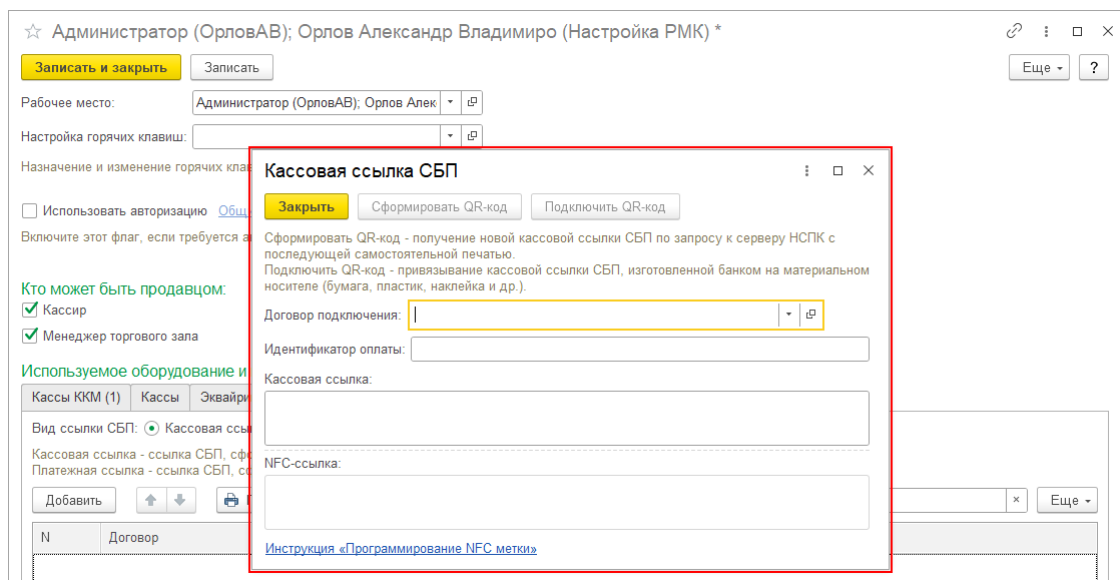 Администратор (ОрловАВ); Орлов Александр Владимиро (Настройка РМК) *
Записать и закрыть
Записать
Еще
?
Рабочее место:
Администратор (ОрловАВ); Орлов Алек
Настройка горячих клавиш:
Назначение и изменение горячих
Использовать авторизацию
Включите этот флаг, если требуется
Кто может быть продавцом:
Кассир
Менеджер торгового зала
Используемое оборудование и
Кассы ККМ (1)
Кассы
Вид ссылки СБП:
Кассовая
Кассовая ссылка - ссылка СБП,
Платежная ссылка - ссылка СБП,
Добавить
Еще
N
Договор
Кассовая ссылка СБП
Закрыть
Сформировать QR-код
Подключить QR-код
Сформировать QR-код - получение новой кассовой ссылки СБП по запросу к серверу НСПК с
последующей самостоятельной печатью.
Подключить QR-код - привязывание кассовой ссылки СБП, изготовленной банком на материальном
носителе (бумага, пластик, наклейка и др.).
Договор подключения:
Идентификатор оплаты:
Кассовая ссылка:
NFC-ссылка:
Инструкция «Программирование NFC метки»